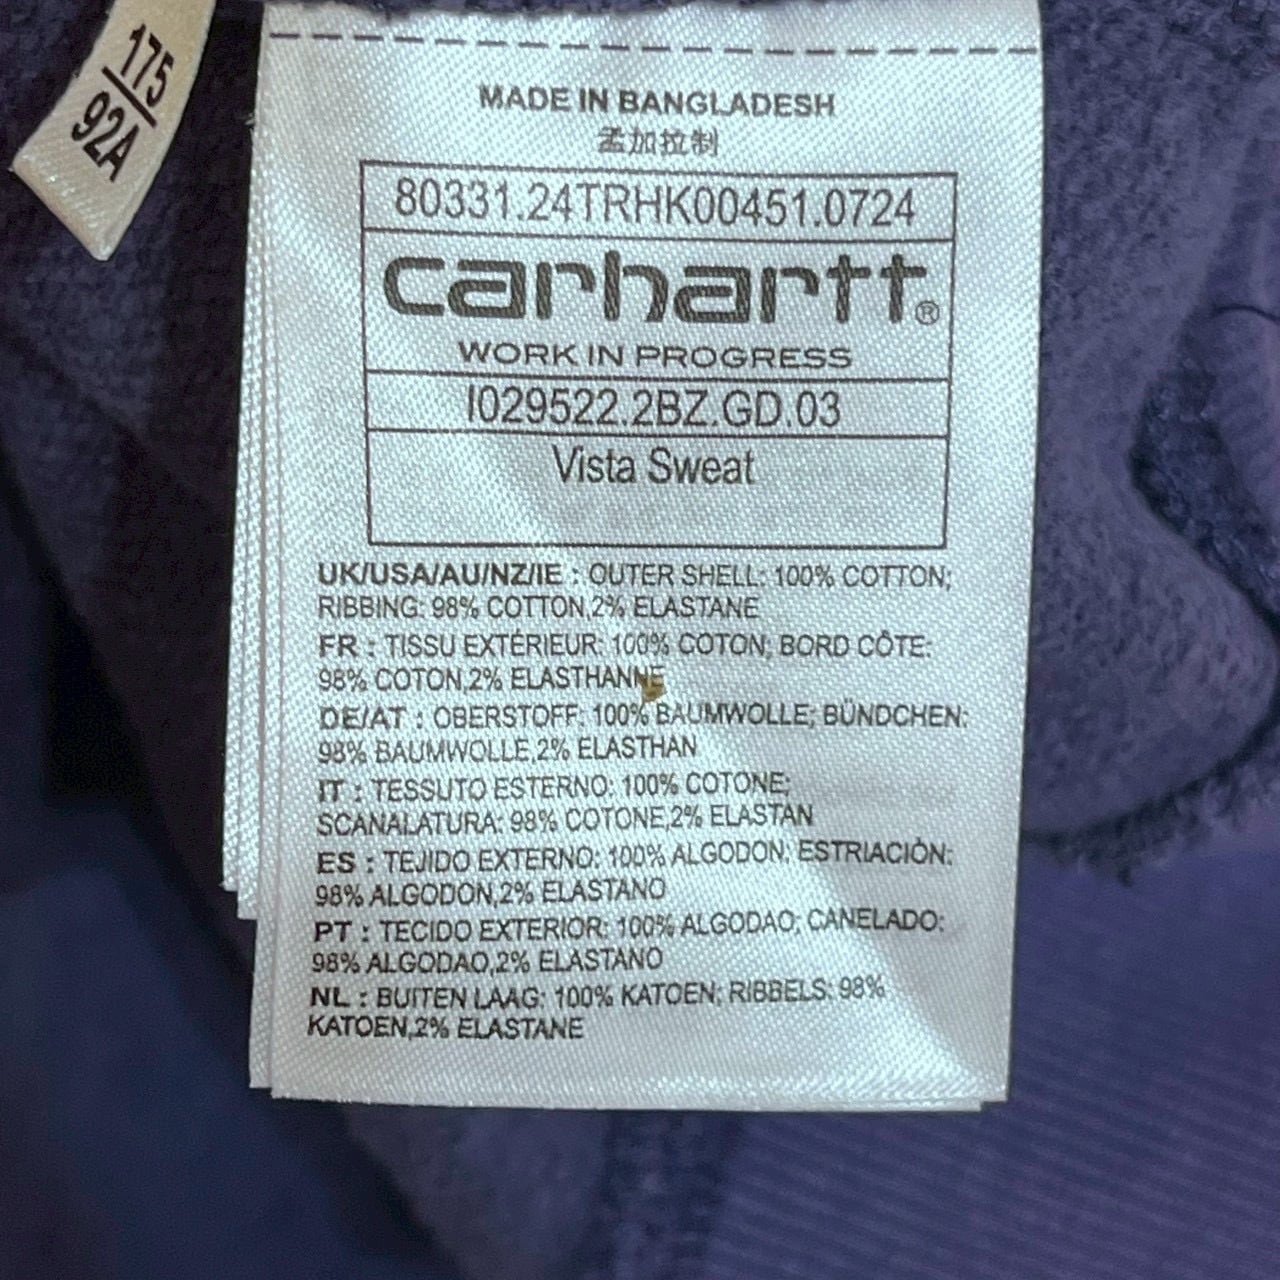 175
92A
MADE IN BANGLADESH
孟加拉制
80331.24TRHK00451.0724
carhartt®
WORK IN PROGRESS
I029522.2BZ.GD.03
Vista Sweat
UK/USA/AU/NZ/IE : OUTER SHELL: 100% COTTON;
RIBBING: 98% COTTON,2% ELASTANE
FR : TISSU EXTÉRIEUR: 100% COTON; BORD CÔTE:
98% COTON,2% ELASTHANNE
DE/AT : OBERSTOFF: 100% BAUMWOLLE; BÜNDCHEN:
98% BAUMWOLLE,2% ELASTHAN
IT : TESSUTO ESTERNO: 100% COTONE;
SCANALATURA: 98% COTONE,2% ELASTAN
ES : TEJIDO EXTERNO: 100% ALGODON; ESTRIACIÓN:
98% ALGODON,2% ELASTANO
PT : TECIDO EXTERIOR: 100% ALGODAO; CANELADO:
98% ALGODAO,2% ELASTANO
NL : BUITEN LAAG: 100% KATOEN; RIBBELS: 98%
KATOEN,2% ELASTANE